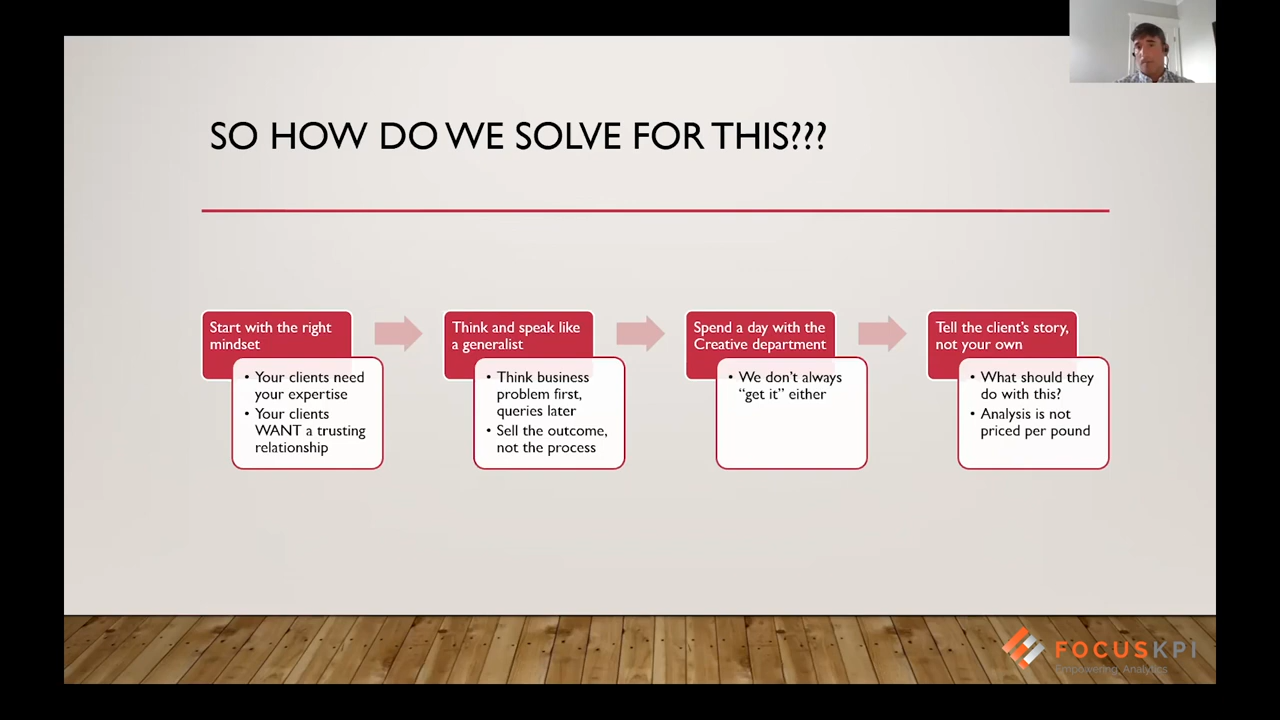 SO HOW DO WE SOLVE FOR THIS???
Start with the right
mindset
• Your clients need
your expertise
• Your clients
WANT a trusting
relationship
Think and speak like
a generalist
• Think business
problem first,
queries later
• Sell the outcome,
not the process
Spend a day with the
Creative department
• We don't always
“get it” either
Tell the client's story,
not your own
• What should they
do with this?
• Analysis is not
priced per pound
FOCUSKPI
Empowering Analytics